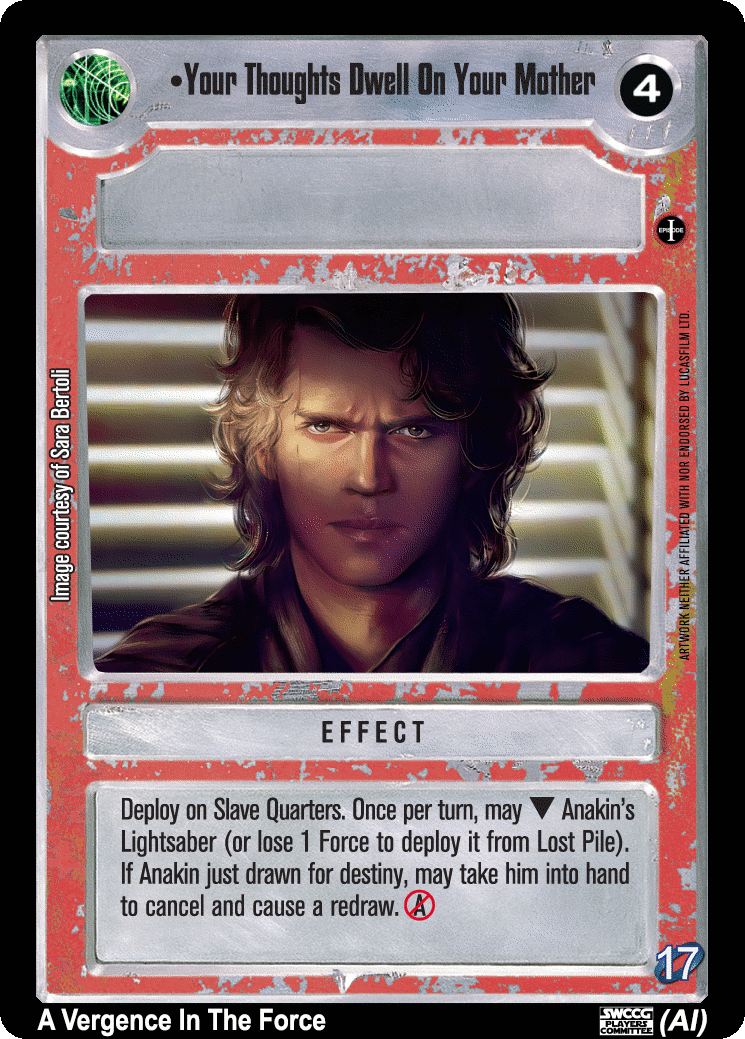 •Your Thoughts Dwell On Your Mother
4
EPISODE
I
Image courtesy of Sara Bertoli
ARTWORK NEITHER AFFILIATED WITH NOR ENDORSED BY LUCASFILM LTD.
EFFECT
Deploy on Slave Quarters. Once per turn, may ▼ Anakin's
Lightsaber (or lose 1 Force to deploy it from Lost Pile).
If Anakin just drawn for destiny, may take him into hand
to cancel and cause a redraw. A
17
A Vergence In The Force
SWCCG
PLAYERS
COMMITTEE
(AI)